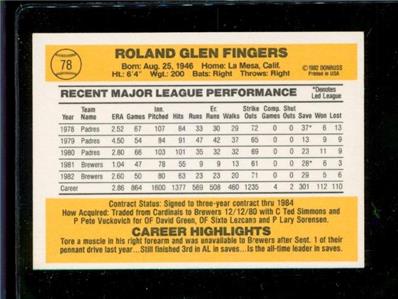 78
ROLAND GLEN FINGERS
Born: Aug. 25, 1946 Home: La Mesa, Calif.
Ht.: 6'4" Wgt.: 200 Bats: Right Throws: Right
© 1982 DONRUSS
Printed in USA
RECENT MAJOR LEAGUE PERFORMANCE
*Denotes
Led League
Year Team Name ERA Games Inn. Pitched Hits Runs Er. Runs Walks Strike Outs Comp. Games Shut Outs Save Won Lost
1978 Padres 2.52 67 107 84 33 30 29 72 0 0 37* 6 13
1979 Padres 4.50 54 84 91 47 42 37 65 0 0 13 9 9
1980 Padres 2.80 66 103 101 35 32 32 69 0 0 23 11 9
1981 Brewers 1.04 47 78 55 9 9 13 61 0 0 28* 6 3
1982 Brewers 2.60 50 80 63 23 23 20 71 0 0 29 5 6
Career 2.86 864 1600 1377 569 508 460 1235 4 2 301 112 110
Contract Status: Signed to three-year contract thru 1984
How Acquired: Traded from Cardinals to Brewers 12/12/80 with C Ted Simmons and
P Pete Vuckovich for OF David Green, OF Sixto Lezcano and P Lary Sorensen.
CAREER HIGHLIGHTS
Tore a muscle in his right forearm and was unavailable to Brewers after Sept. 1 of their
pennant drive last year...Still finished 3rd in AL in saves...Is the all-time leader in saves.